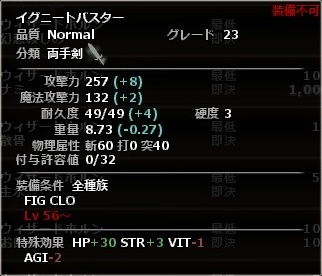 装備不可
イグニートバスター
品質 Normal グレード 23
分類 両手剣
攻撃力 257 (+8)
魔法攻撃力 132 (+2)
耐久度 49/49 (+4) 硬度 3
重量 8.73 (-0.27)
物理属性 斬60 打0 突40
付与許容値 0/32
装備条件 全種族
FIG CLO
Lv 56～
特殊効果 HP+30 STR+3 VIT-1
AGI-2